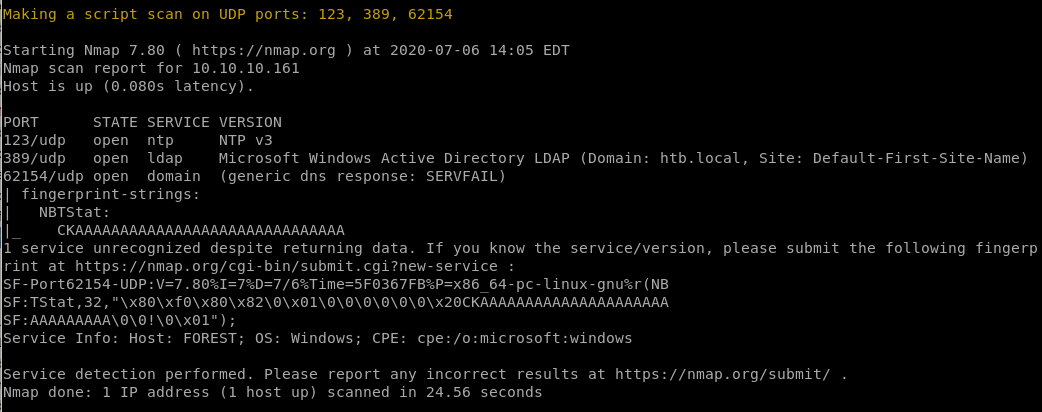 Making a script scan on UDP ports: 123, 389, 62154
Starting Nmap 7.80 ( https://nmap.org ) at 2020-07-06 14:05 EDT
Nmap scan report for 10.10.10.161
Host is up (0.080s latency).
PORT      STATE SERVICE VERSION
123/udp   open  ntp     NTP v3
389/udp   open  ldap    Microsoft Windows Active Directory LDAP (Domain: htb.local, Site: Default-First-Site-Name)
62154/udp open  domain  (generic dns response: SERVFAIL)
| fingerprint-strings:
|   NBTStat:
|_    CKAAAAAAAAAAAAAAAAAAAAAAAAAAAAAA
1 service unrecognized despite returning data. If you know the service/version, please submit the following fingerp
rint at https://nmap.org/cgi-bin/submit.cgi?new-service :
SF-Port62154-UDP:V=7.80%I=7%D=7/6%Time=5F0367FB%P=x86_64-pc-linux-gnu%r(NB
SF:TStat,32,"\x80\xf0\x80\x82\0\x01\0\0\0\0\0\0\x20CKAAAAAAAAAAAAAAAAAAAAA
SF:AAAAAAAAA\0\0!\0\x01");
Service Info: Host: FOREST; OS: Windows; CPE: cpe:/o:microsoft:windows
Service detection performed. Please report any incorrect results at https://nmap.org/submit/ .
Nmap done: 1 IP address (1 host up) scanned in 24.56 seconds